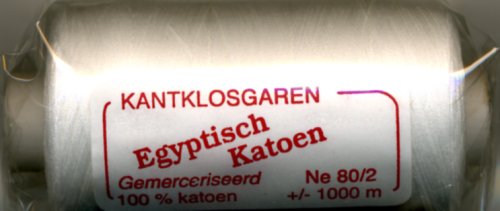 KANTKLOSGAREN
Egyptisch
Katoen
Gemerceriseerd Ne 80/2
100 % katoen +/- 1000 m